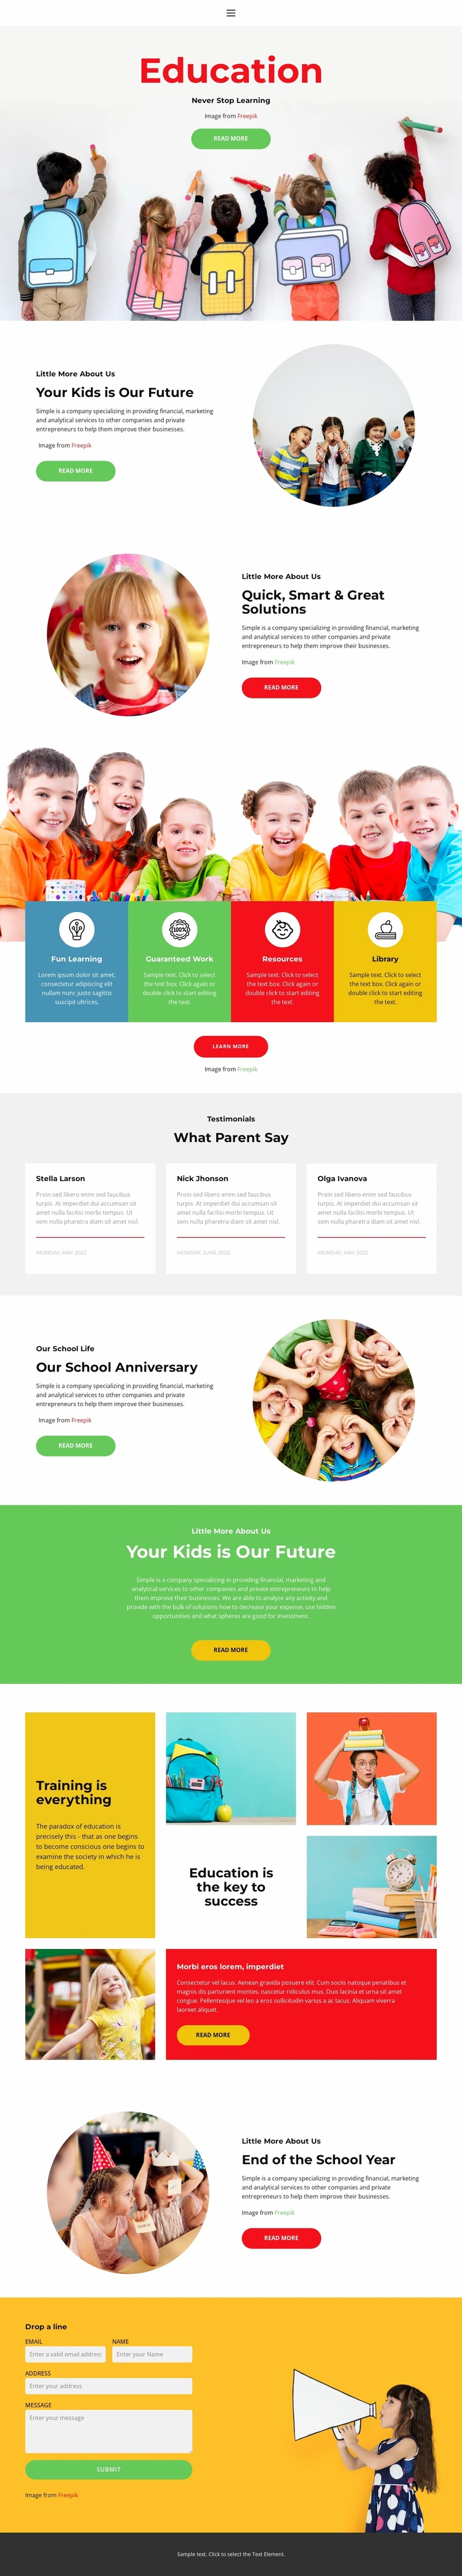 Education
Never Stop Learning
Image from Freepik
READ MORE
Little More About Us
Your Kids is Our Future
Simple is a company specializing in providing financial, marketing
and analytical services to other companies and private
entrepreneurs to help them improve their businesses.
Image from Freepik
READ MORE
Little More About Us
Quick, Smart & Great
Solutions
Simple is a company specializing in providing financial, marketing
and analytical services to other companies and private
entrepreneurs to help them improve their businesses.
Image from Freepik
READ MORE
Fun Learning
Lorem ipsum dolor sit amet,
consectetur adipiscing elit
nullam nunc justo sagittis
suscipit ultrices.
100%
Guaranteed Work
Sample text. Click to select
the text box. Click again or
double click to start editing
the text.
Resources
Sample text. Click to select
the text box. Click again or
double click to start editing
the text.
Library
Sample text. Click to select
the text box. Click again or
double click to start editing
the text.
LEARN MORE
Image from Freepik
Testimonials
What Parent Say
Stella Larson
Proin sed libero enim sed faucibus
turpis. At imperdiet dui accumsan sit
amet nulla facilisi morbi tempus. Ut
sem nulla pharetra diam sit amet nisl.
MONDAY, MAY 2022
Nick Jhonson
Proin sed libero enim sed faucibus
turpis. At imperdiet dui accumsan sit
amet nulla facilisi morbi tempus. Ut
sem nulla pharetra diam sit amet nisl.
MONDAY, JUNE 2022
Olga Ivanova
Proin sed libero enim sed faucibus
turpis. At imperdiet dui accumsan sit
amet nulla facilisi morbi tempus. Ut
sem nulla pharetra diam sit amet nisl.
MONDAY, MAY 2022
Our School Life
Our School Anniversary
Simple is a company specializing in providing financial, marketing
and analytical services to other companies and private
entrepreneurs to help them improve their businesses.
Image from Freepik
READ MORE
Little More About Us
Your Kids is Our Future
Simple is a company specializing in providing financial, marketing and
analytical services to other companies and private entrepreneurs to help
them improve their businesses. We are able to analyze any activity and
provide with the bulk of solutions how to decrease your expense, use hidden
opportunities and what spheres are good for investment.
READ MORE
Training is
everything
The paradox of education is
precisely this - that as one begins
to become conscious one begins to
examine the society in which he is
being educated.
Education is
the key to
success
Morbi eros lorem, imperdiet
Consectetur vel lacus. Aenean gravida posuere elit. Cum sociis natoque penatibus et
magnis dis parturient montes, nascetur ridiculus mus. Duis lacinia et urna sit amet
congue. Pellentesque vel leo a eros sollicitudin varius a ac lacus. Aliquam viverra
laoreet aliquet.
READ MORE
Little More About Us
End of the School Year
Simple is a company specializing in providing financial, marketing
and analytical services to other companies and private
entrepreneurs to help them improve their businesses.
Image from Freepik
READ MORE
Drop a line
EMAIL NAME
Enter a valid email address Enter your Name
ADDRESS
Enter your address
MESSAGE
Enter your message
SUBMIT
Image from Freepik
Sample text. Click to select the Text Element.